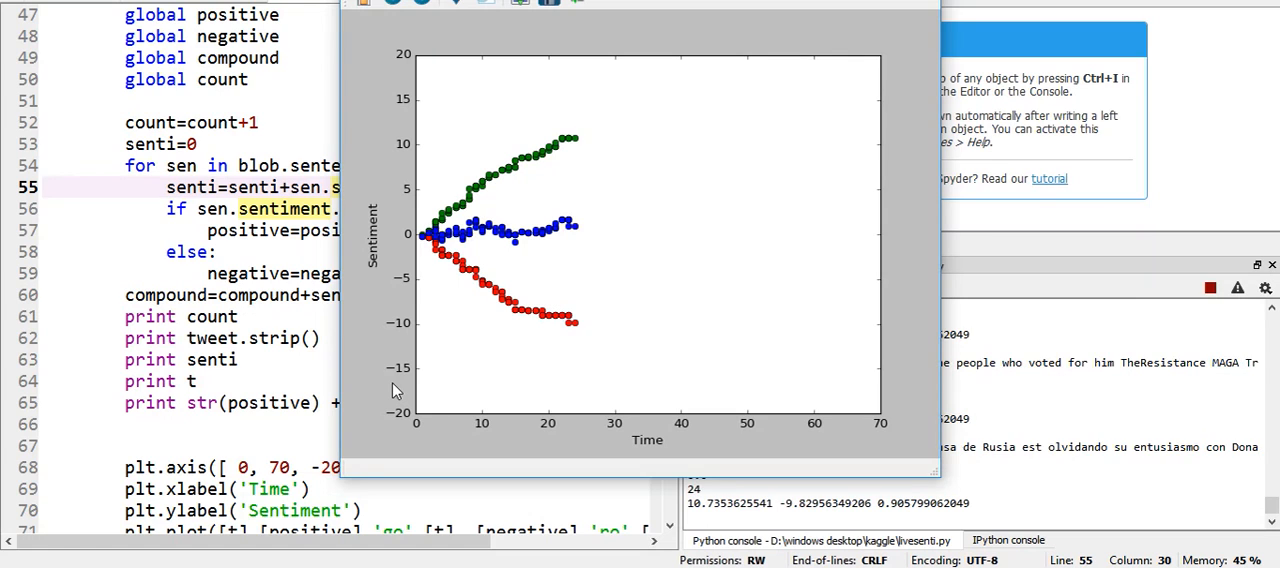 47 global positive
48 global negative
49 global compound
50 global count
51
52 count=count+1
53 senti=0
54 for sen in blob.sente
55 senti=senti+sen.s
56 if sen.sentiment.
57 positive=posi
58 else:
59 negative=nega
60 compound=compound+sen
61 print count
62 print tweet.strip()
63 print senti
64 print t
65 print str(positive) +
66
67
68 plt.axis([ 0, 70, -20
69 plt.xlabel('Time')
70 plt.ylabel('Sentiment')
71 plt.plot([t],[positive],'go',[t],
20
15
10
5
0
−5
−10
−15
−20
Sentiment
0 10 20 30 40 50 60 70
Time
p of any object by pressing Ctrl+I in
the Editor or the Console.
wn automatically after writing a left
n object. You can activate this
es > Help.
Spyder? Read our tutorial
52049
ne people who voted for him TheResistance MAGA Tr
52049
sa de Rusia est olvidando su entusiasmo con Dona
24
10.7353625541 -9.82956349206 0.905799062049
Python console - D:\windows desktop\kaggle\livesenti.py IPython console
Permissions: RW End-of-lines: CRLF Encoding: UTF-8 Line: 55 Column: 30 Memory: 45 %